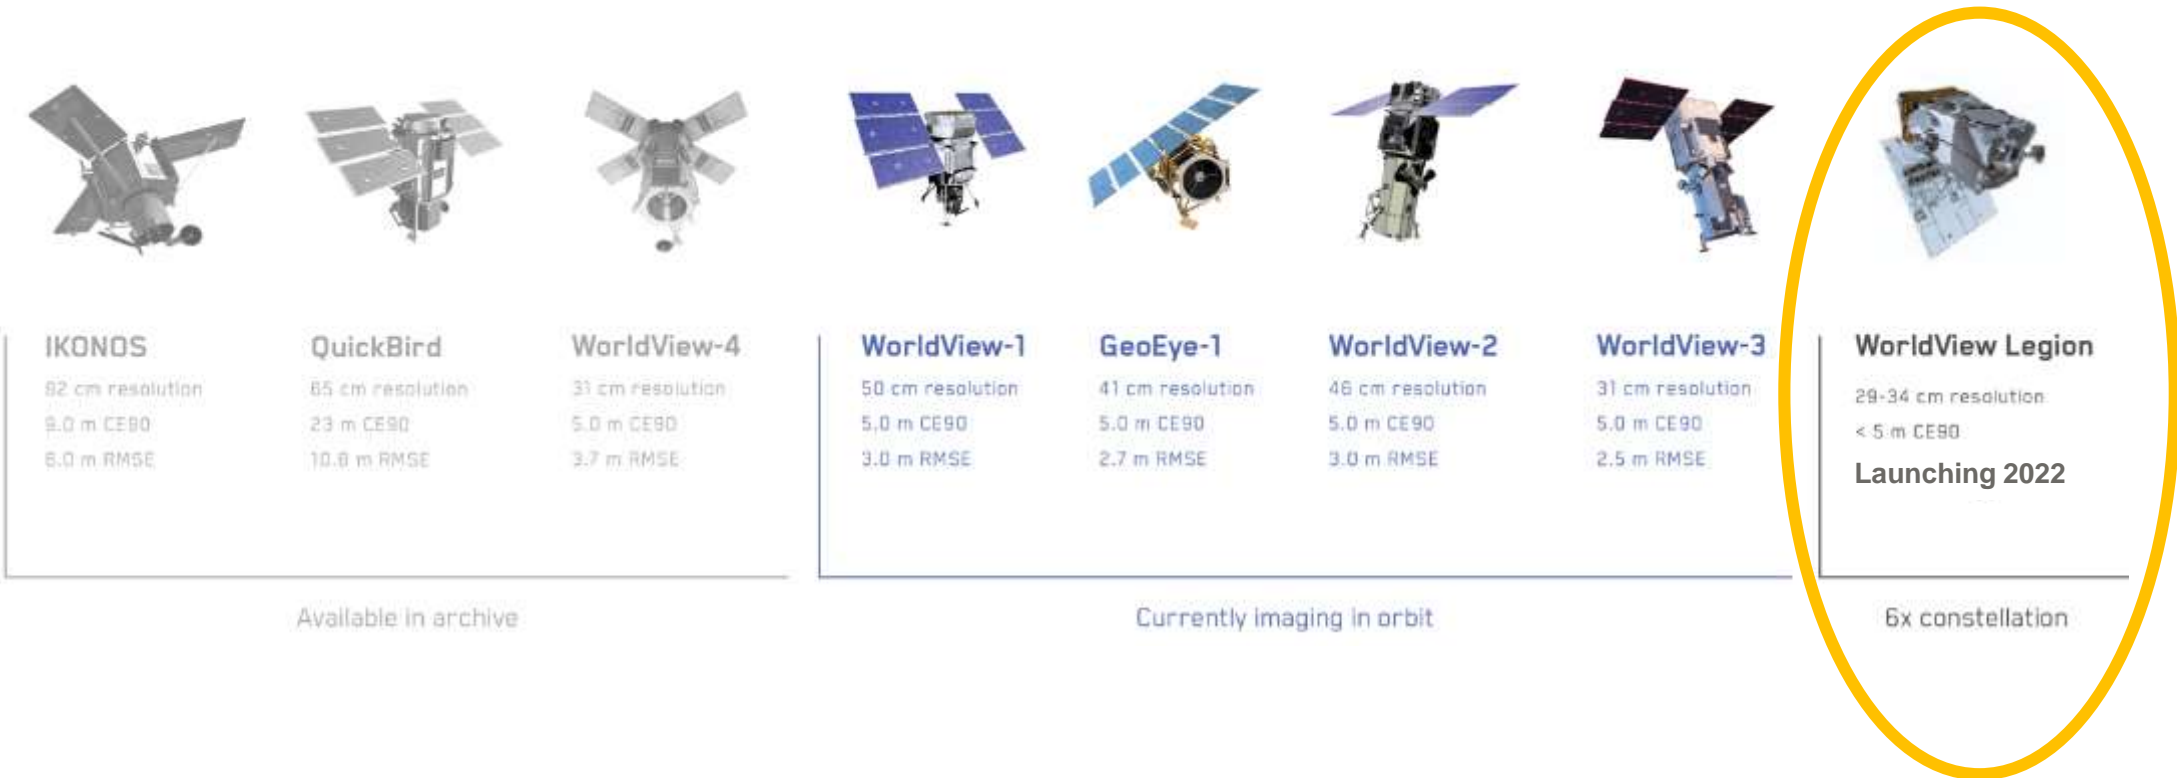 IKONOS
82 cm resolution
9.0 m CE90
QuickBird
65 cm resolution
23 m CE90
10.8 m RMSE
WorldView-4
31 cm resolution
5.0 m CE90
3.7 m RMSE
Available in archive
WorldView-1
50 cm resolution
5.0 m CE90
3.0 m RMSE
GeoEye-1
41 cm resolution
5.0 m CE90
2.7 m RMSE
WorldView-2
46 cm resolution
5.0 m CE90
3.0 m RMSE
WorldView-3
31 cm resolution
5.0 m CE90
2.5 m RMSE
Currently imaging in orbit
WorldView Legion
29-34 cm resolution
< 5 m CE90
Launching 2022
6x constellation